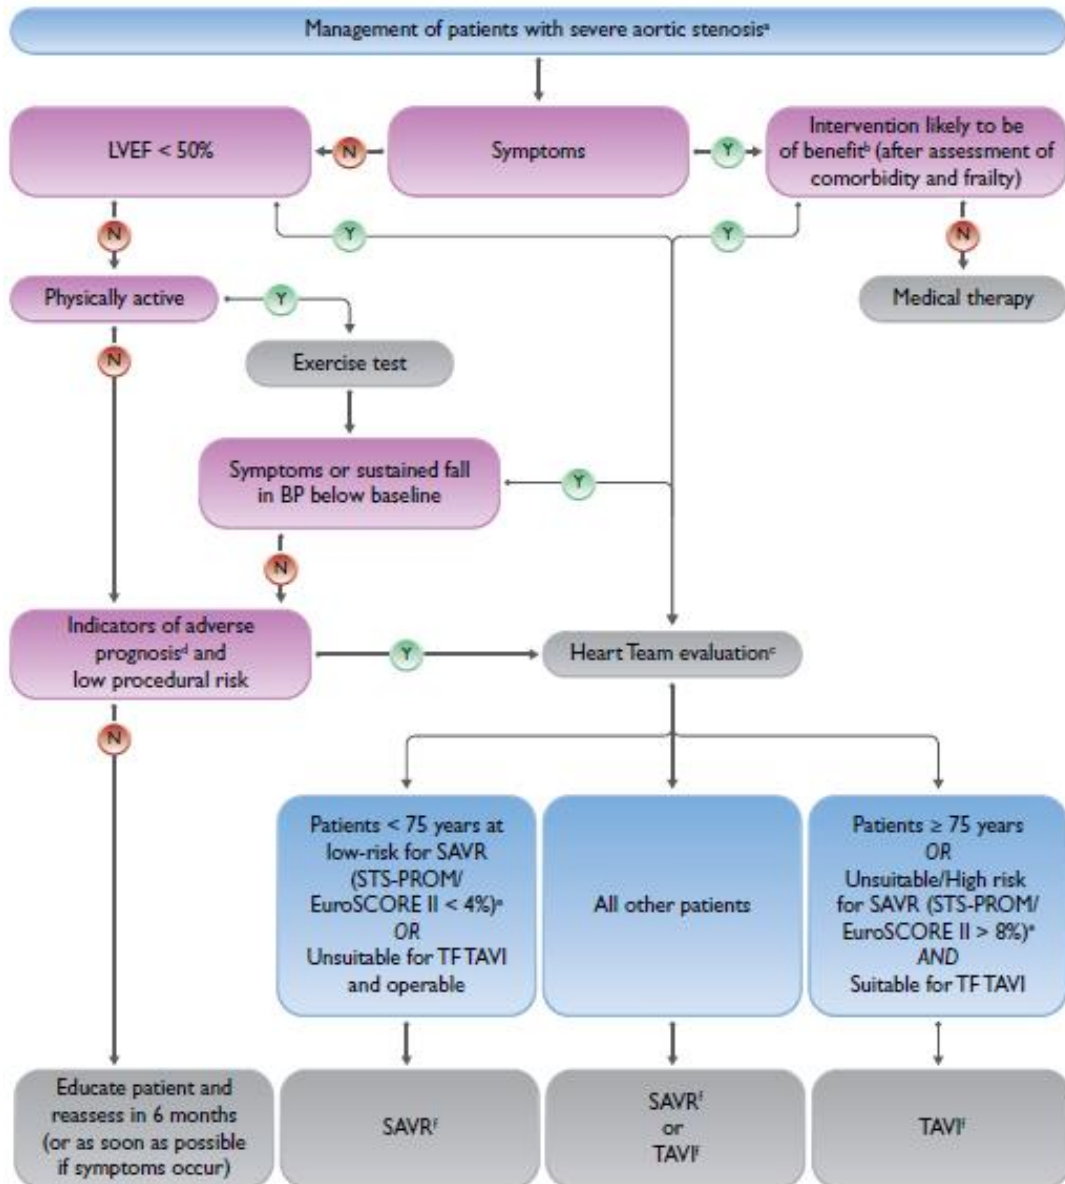 Management of patients with severe aortic stenosisᵃ
LVEF < 50%
N
Symptoms
Y
Intervention likely to be
of benefitᵇ (after assessment of
comorbidity and frailty)
N
Y
Y
N
Physically active
Y
Medical therapy
N
Exercise test
Symptoms or sustained fall
in BP below baseline
Y
N
Indicators of adverse
prognosisᵈ and
low procedural risk
Y
Heart Team evaluationᶜ
N
Patients < 75 years at
low-risk for SAVR
(STS-PROM/
EuroSCORE II < 4%)ᵉ
OR
Unsuitable for TF TAVI
and operable
All other patients
Patients ≥ 75 years
OR
Unsuitable/High risk
for SAVR (STS-PROM/
EuroSCORE II > 8%)ᵉ
AND
Suitable for TF TAVI
Educate patient and
reassess in 6 months
(or as soon as possible
if symptoms occur)
SAVRᶠ
SAVRᶠ
or
TAVIᶠ
TAVIᶠ